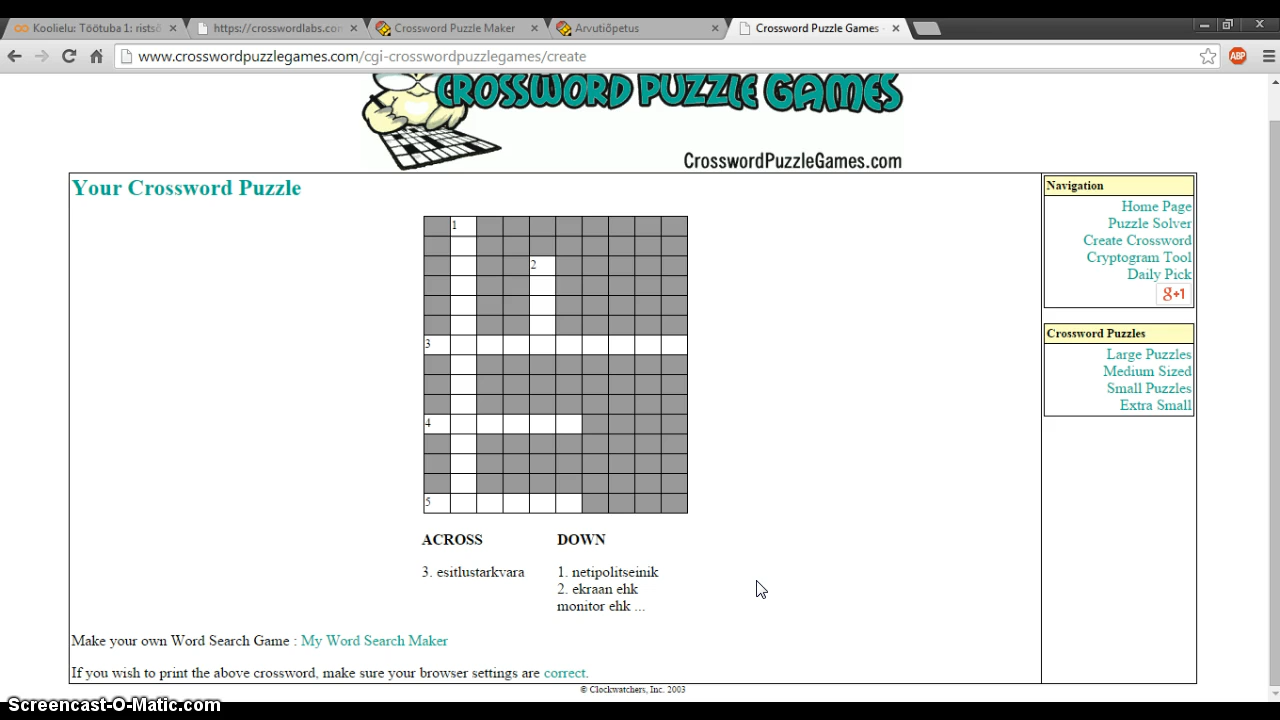 Koolielu: Töötuba 1: ristsõ
https://crosswordlabs.com
Crossword Puzzle Maker
Arvutiõpetus
Crossword Puzzle Games -
www.crosswordpuzzlegames.com/cgi-crosswordpuzzlegames/create
ABP
CROSSWORD PUZZLE GAMES
CrosswordPuzzleGames.com
Your Crossword Puzzle
1
2
3
4
5
ACROSS
3. esitlustarkvara
DOWN
1. netipolitseinik
2. ekraan ehk
monitor ehk ...
Make your own Word Search Game : My Word Search Maker
If you wish to print the above crossword, make sure your browser settings are correct.
Navigation
Home Page
Puzzle Solver
Create Crossword
Cryptogram Tool
Daily Pick
g+1
Crossword Puzzles
Large Puzzles
Medium Sized
Small Puzzles
Extra Small
© Clockwatchers, Inc. 2003
Screencast-O-Matic.com